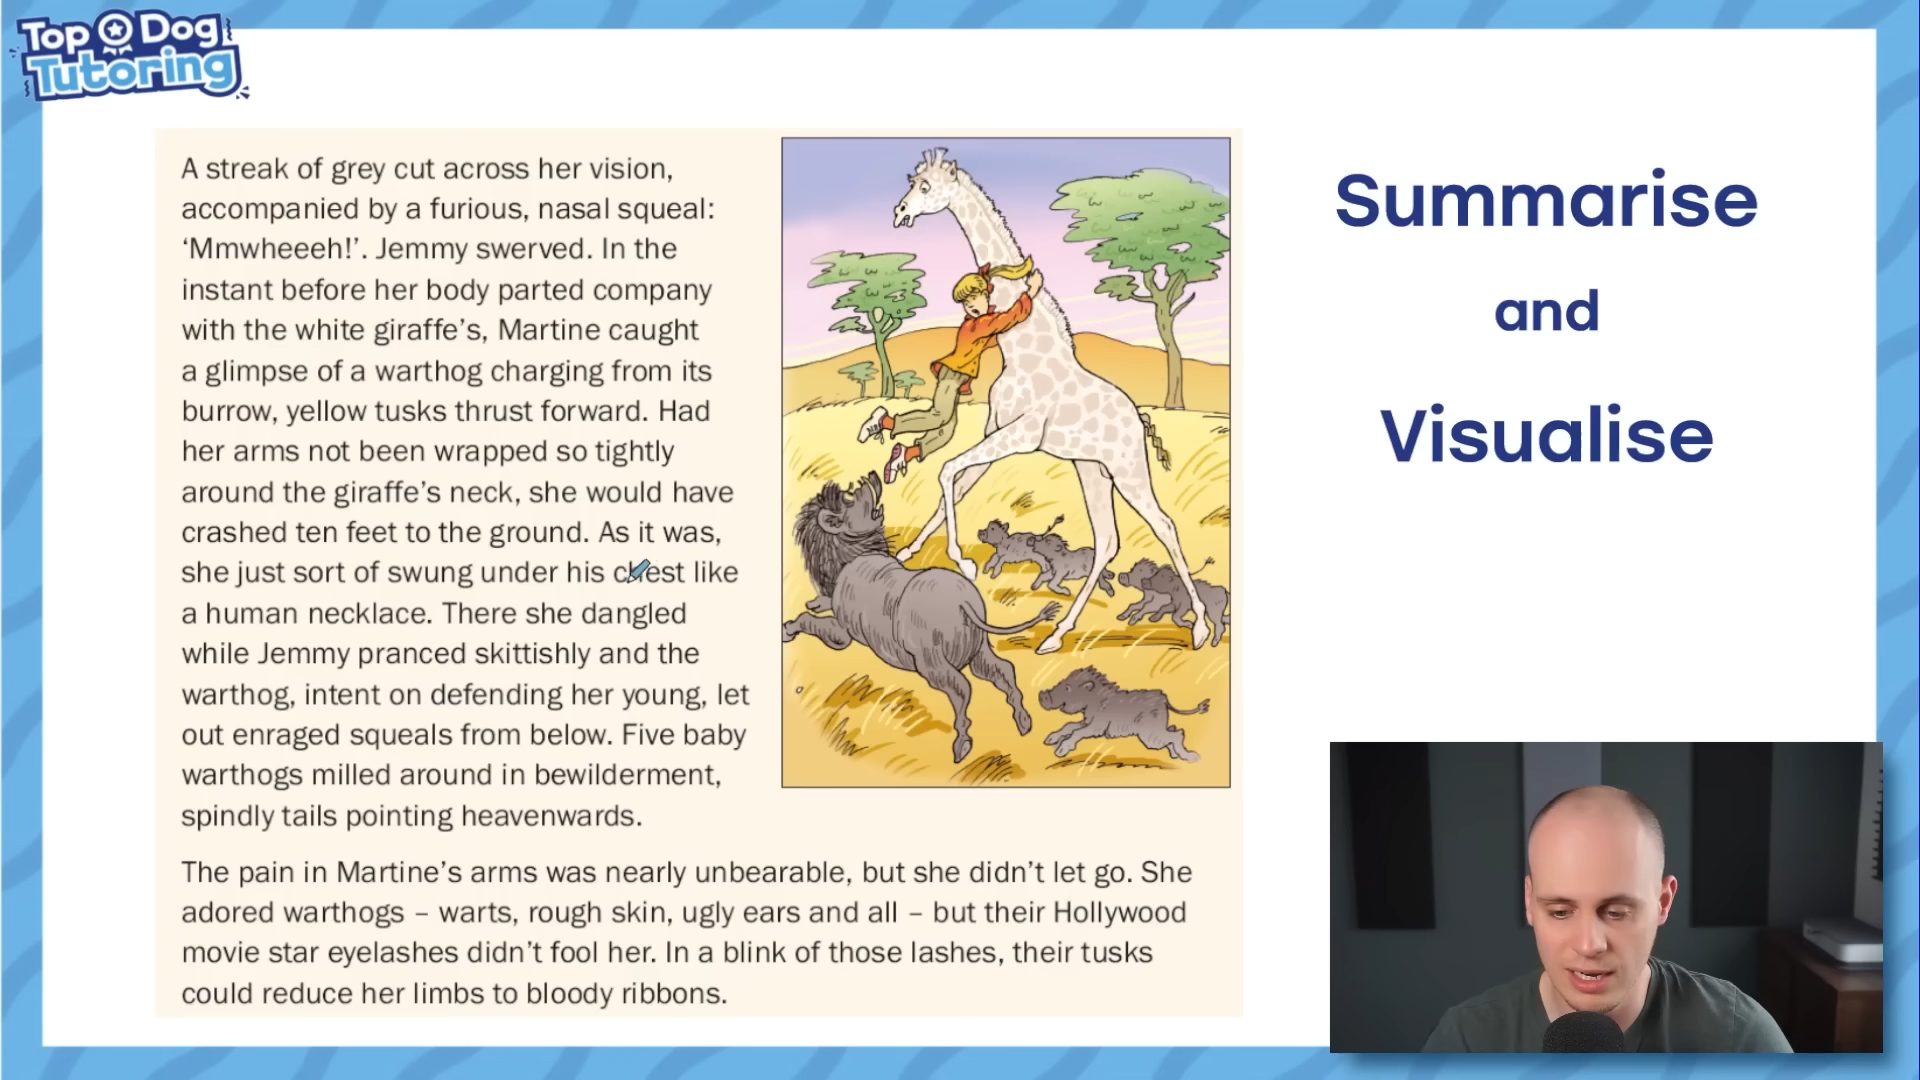 Top Dog
Tutoring
A streak of grey cut across her vision,
accompanied by a furious, nasal squeal:
‘Mmwheeeh!’. Jemmy swerved. In the
instant before her body parted company
with the white giraffe’s, Martine caught
a glimpse of a warthog charging from its
burrow, yellow tusks thrust forward. Had
her arms not been wrapped so tightly
around the giraffe’s neck, she would have
crashed ten feet to the ground. As it was,
she just sort of swung under his chest like
a human necklace. There she dangled
while Jemmy pranced skittishly and the
warthog, intent on defending her young, let
out enraged squeals from below. Five baby
warthogs milled around in bewilderment,
spindly tails pointing heavenwards.
The pain in Martine’s arms was nearly unbearable, but she didn’t let go. She
adored warthogs – warts, rough skin, ugly ears and all – but their Hollywood
movie star eyelashes didn’t fool her. In a blink of those lashes, their tusks
could reduce her limbs to bloody ribbons.
Summarise
and
Visualise